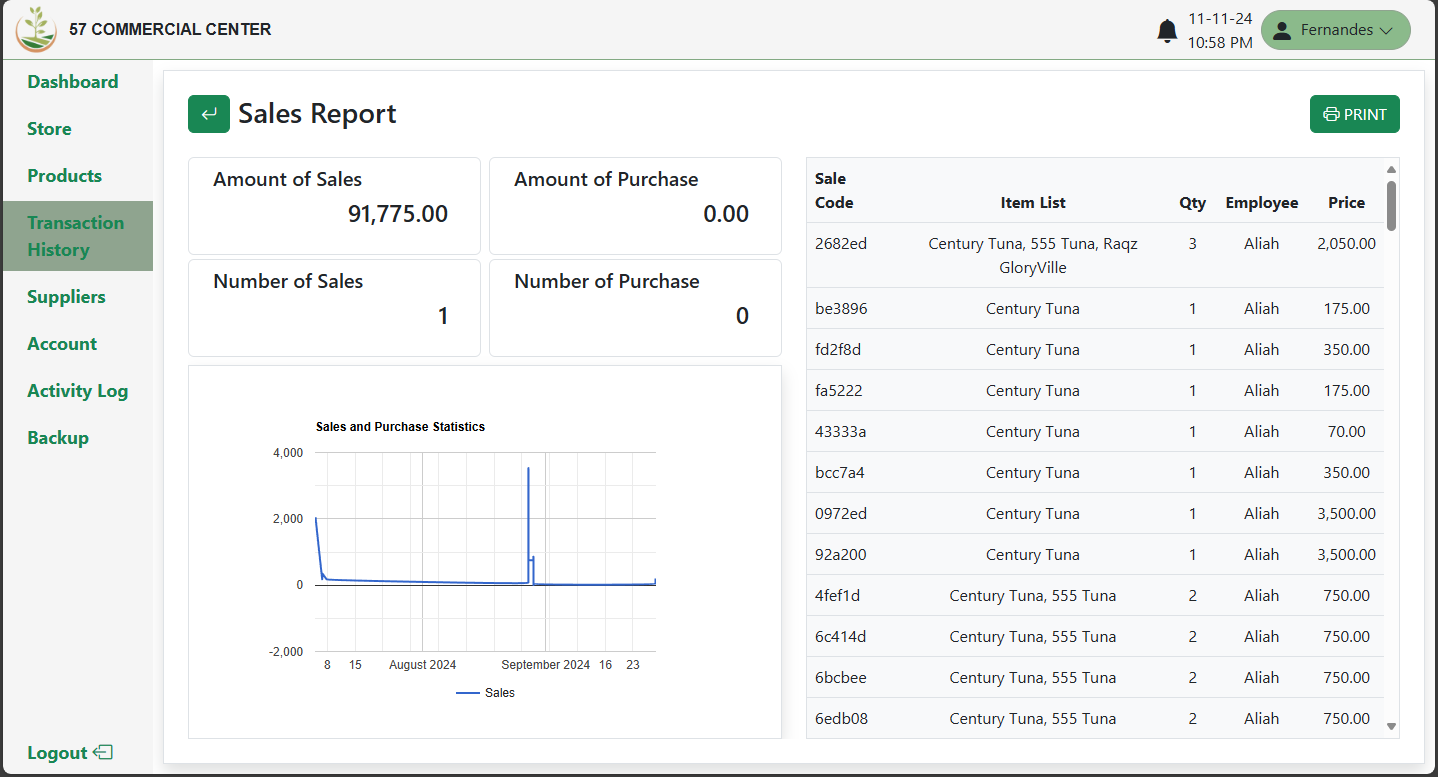 57 COMMERCIAL CENTER
11-11-24
10:58 PM
Fernandes
Dashboard
Store
Products
Transaction
History
Suppliers
Account
Activity Log
Backup
Logout
Sales Report
PRINT
Amount of Sales
91,775.00
Amount of Purchase
0.00
Number of Sales
1
Number of Purchase
0
Sales and Purchase Statistics
4,000
2,000
0
-2,000
8 15 August 2024 September 2024 16 23
Sales
Sale
Code Item List Qty Employee Price
2682ed Century Tuna, 555 Tuna, Raqz 3 Aliah 2,050.00
GloryVille
be3896 Century Tuna 1 Aliah 175.00
fd2f8d Century Tuna 1 Aliah 350.00
fa5222 Century Tuna 1 Aliah 175.00
43333a Century Tuna 1 Aliah 70.00
bcc7a4 Century Tuna 1 Aliah 350.00
0972ed Century Tuna 1 Aliah 3,500.00
92a200 Century Tuna 1 Aliah 3,500.00
4fef1d Century Tuna, 555 Tuna 2 Aliah 750.00
6c414d Century Tuna, 555 Tuna 2 Aliah 750.00
6bcbee Century Tuna, 555 Tuna 2 Aliah 750.00
6edb08 Century Tuna, 555 Tuna 2 Aliah 750.00